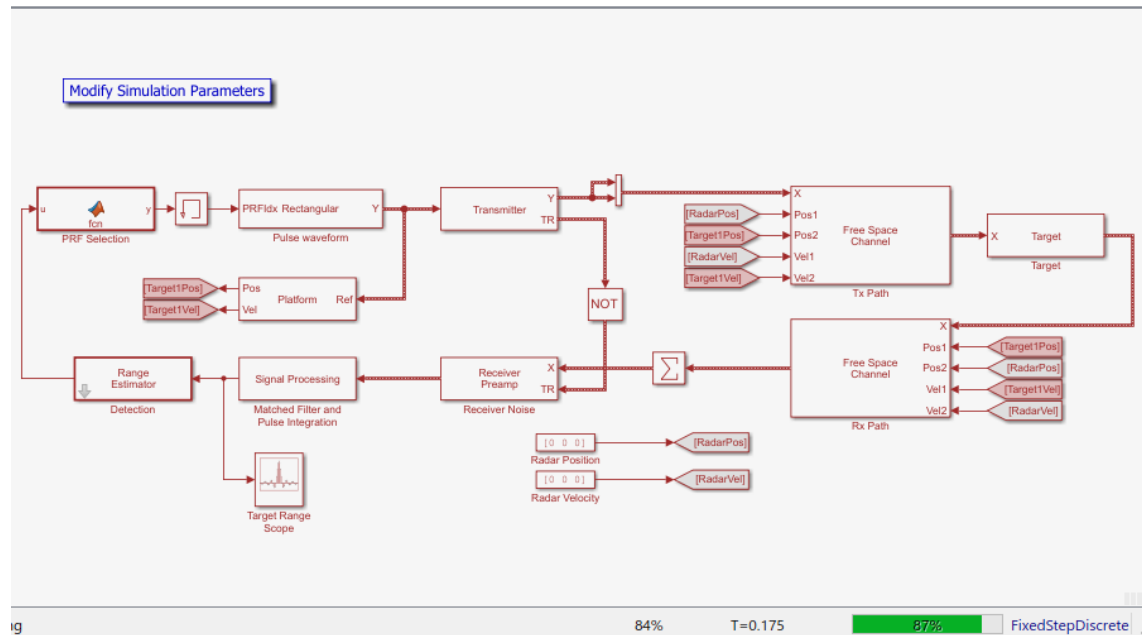 Modify Simulation Parameters
u
fcn
y
PRF Selection
PRFIdx Rectangular
Y
Pulse waveform
Transmitter
Y
TR
X
[RadarPos]
Pos1
[Target1Pos]
Pos2
[RadarVel]
Vel1
[Target1Vel]
Vel2
Free Space
Channel
Tx Path
X
Target
Target
[Target1Pos]
Pos
[Target1Vel]
Vel
Platform
Ref
NOT
Range
Estimator
Detection
Signal Processing
Matched Filter and
Pulse Integration
Receiver
Preamp
X
TR
Receiver Noise
Σ
Free Space
Channel
X
Pos1
[Target1Pos]
Pos2
[RadarPos]
Vel1
[Target1Vel]
Vel2
[RadarVel]
Rx Path
[0 0 0]
Radar Position
[RadarPos]
[0 0 0]
Radar Velocity
[RadarVel]
Target Range
Scope
84%
T=0.175
87%
FixedStepDiscrete